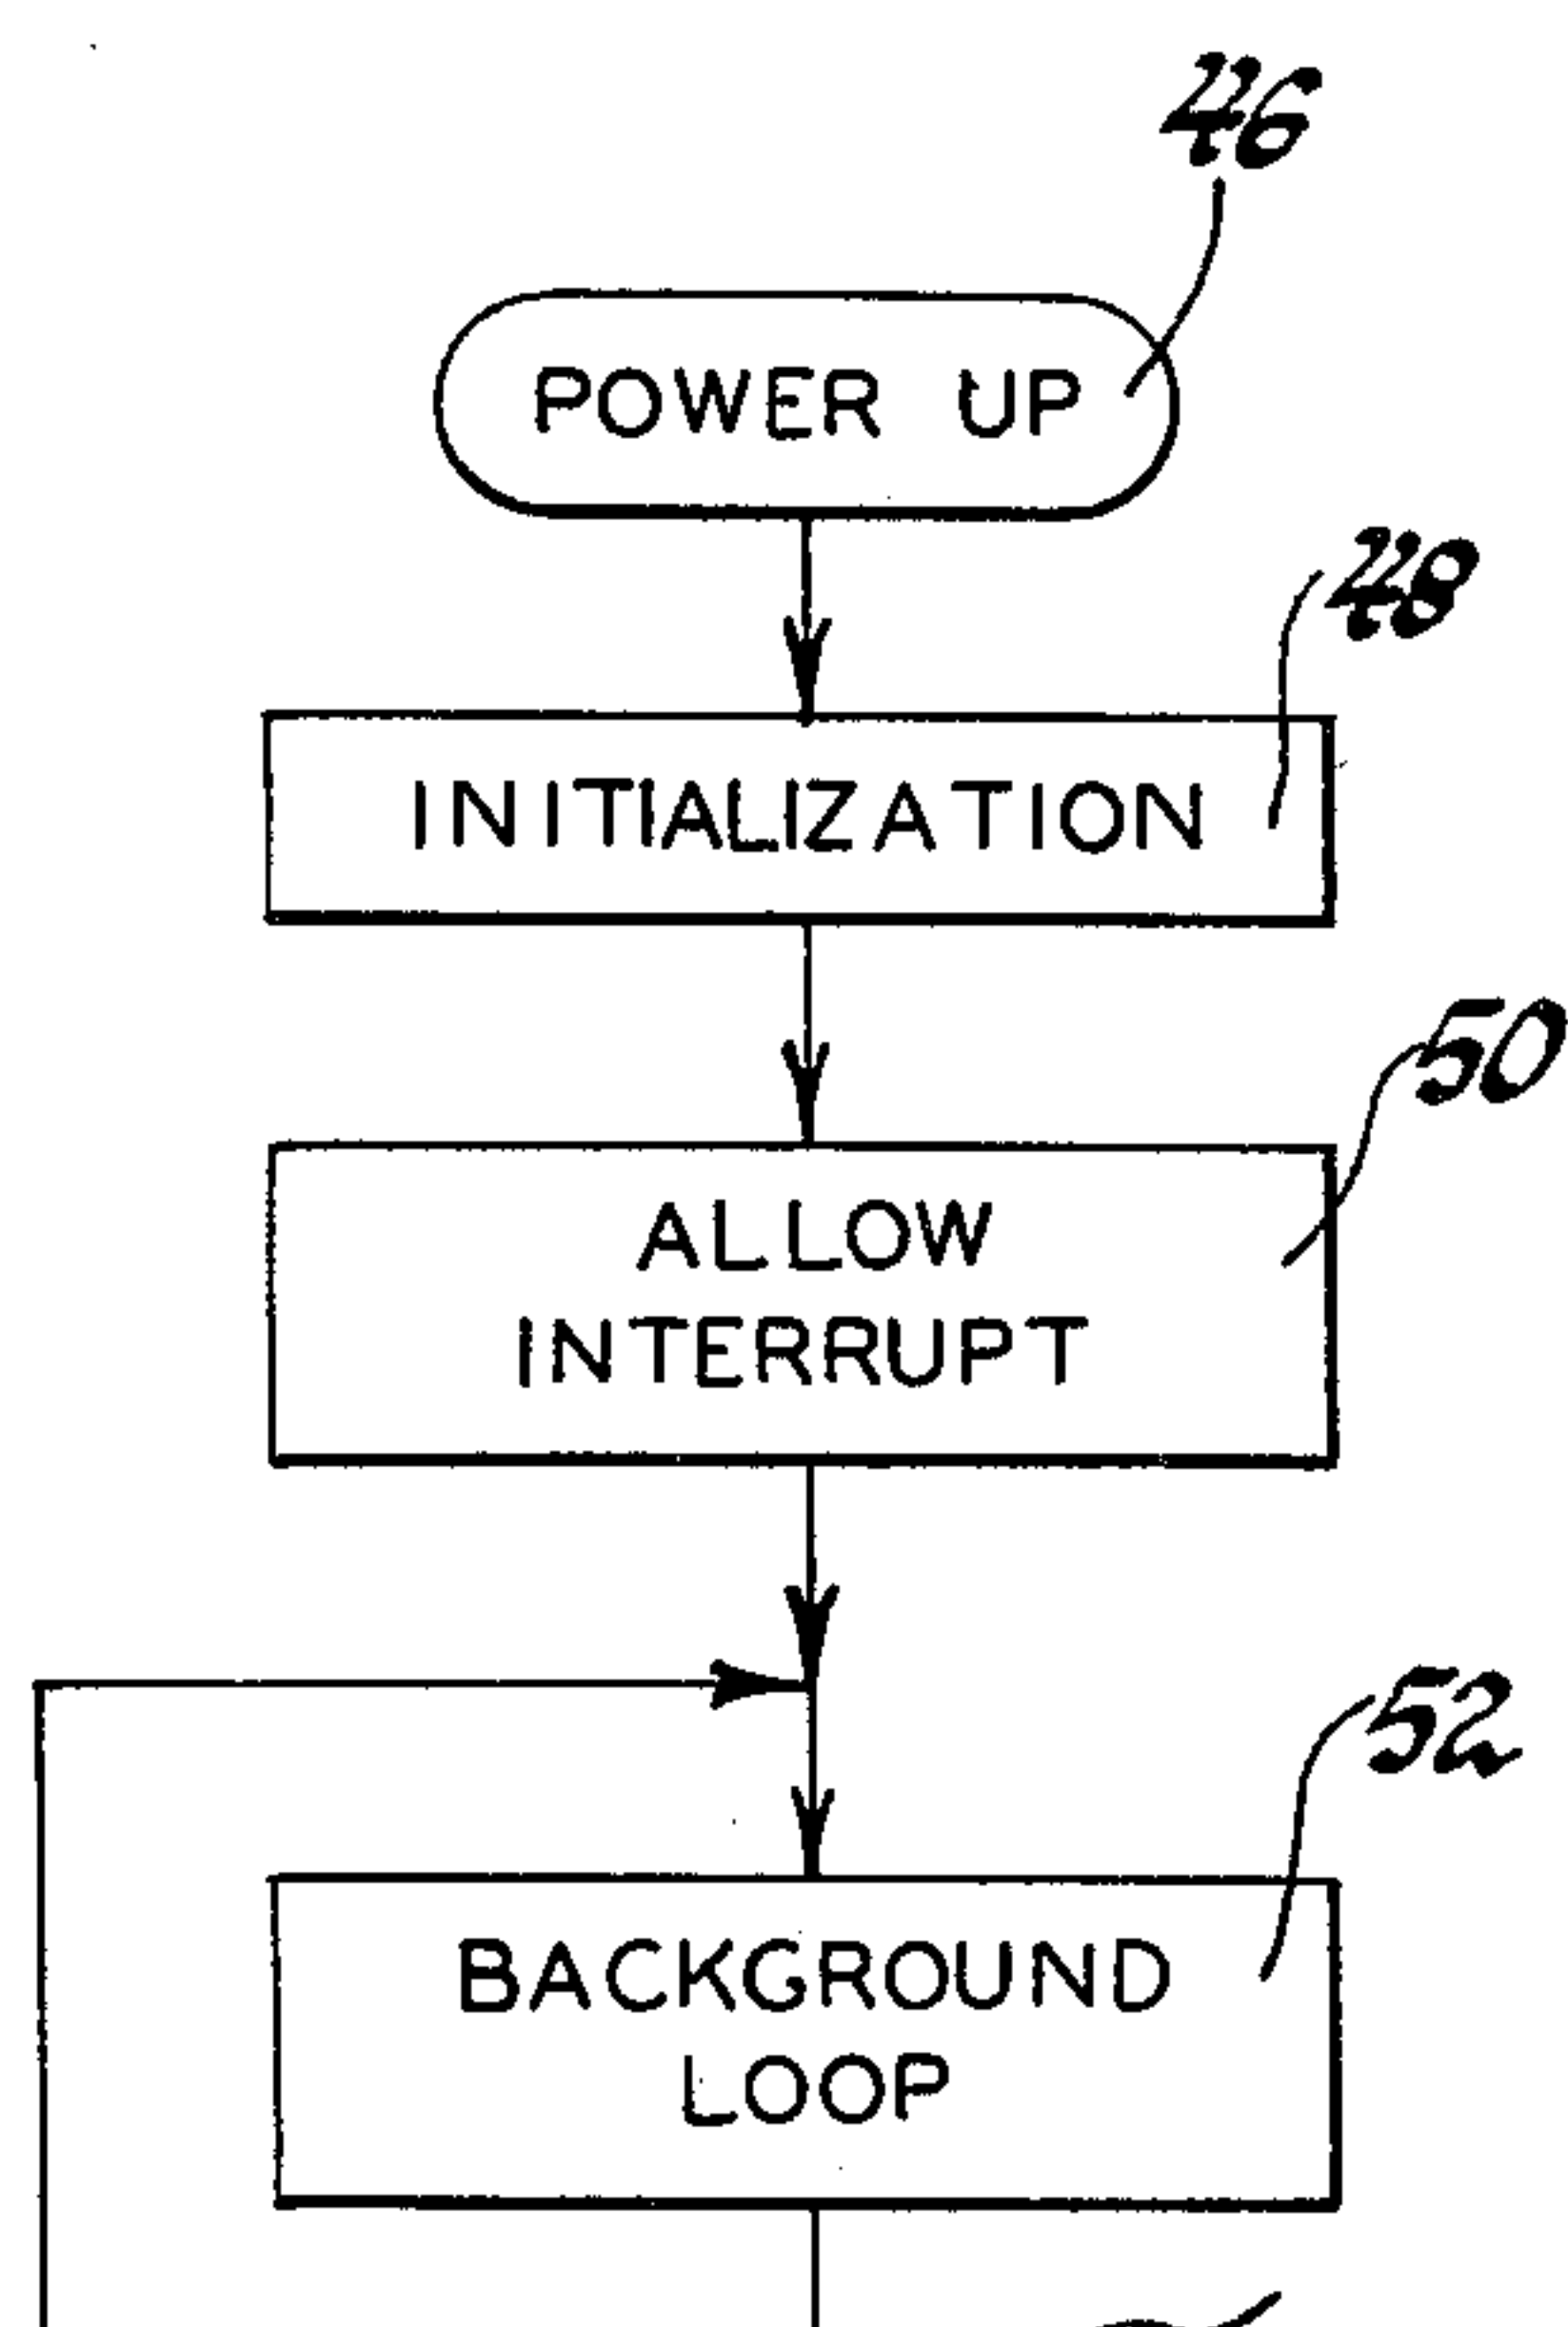 46
POWER UP
48
INITIALIZATION
50
ALLOW
INTERRUPT
52
BACKGROUND
LOOP